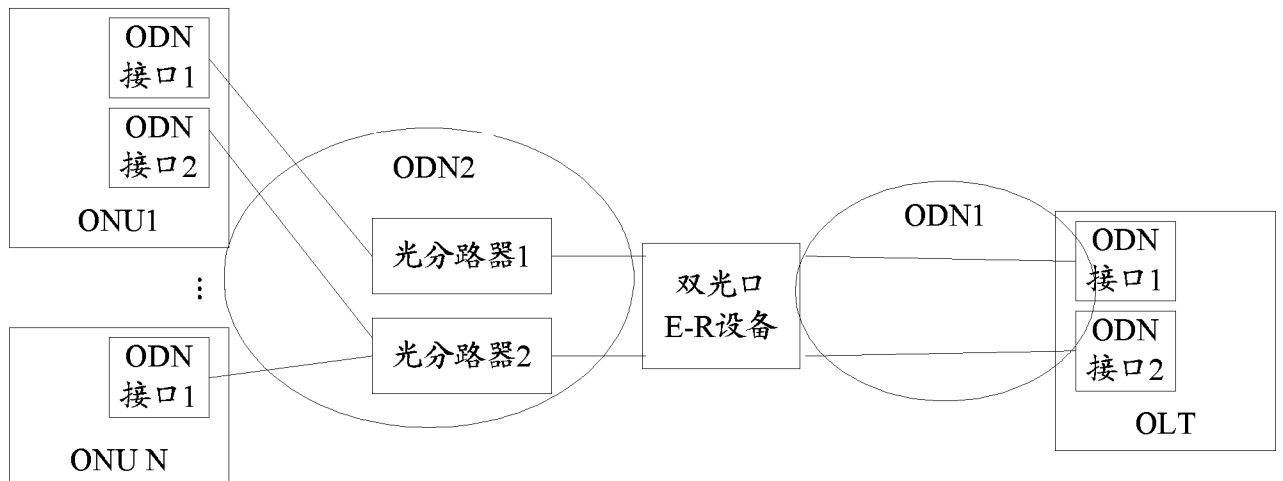 ODN
接口1
ODN
接口2
ONU1
...
ODN
接口1
ONU N
ODN2
光分路器1
光分路器2
双光口
E-R设备
ODN1
ODN
接口1
ODN
接口2
OLT